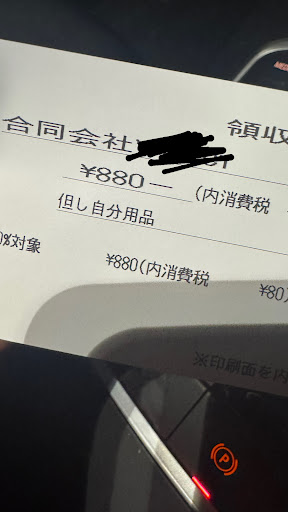 領収
合同会社
¥880― (内消費税
但し自分用品
0%対象 ¥880(内消費税 ¥80)
※印刷面を内
P